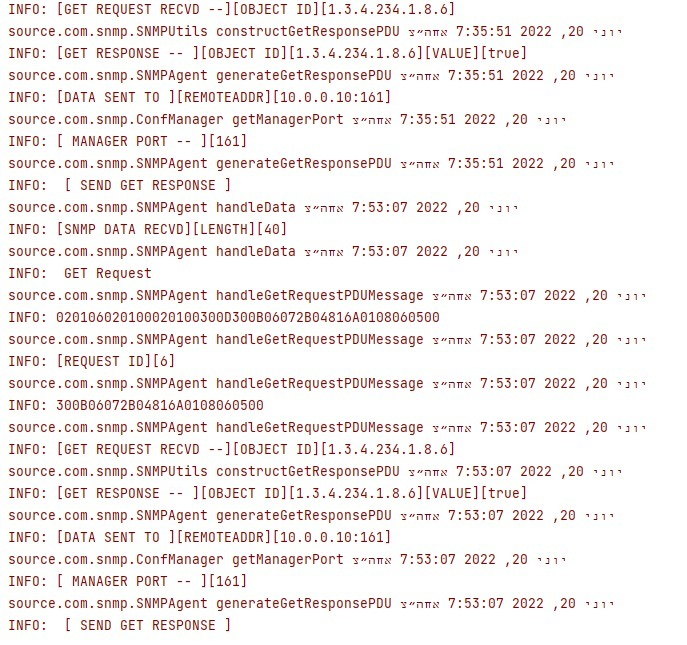 INFO: [GET REQUEST RECVD --][OBJECT ID][1.3.4.234.1.8.6]
source.com.snmp.SNMPUtils constructGetResponsePDU יוני 20, 2022 7:35:51 אחה״צ
INFO: [GET RESPONSE -- ][OBJECT ID][1.3.4.234.1.8.6][VALUE][true]
source.com.snmp.SNMPAgent generateGetResponsePDU יוני 20, 2022 7:35:51 אחה״צ
INFO: [DATA SENT TO ][REMOTEADDR][10.0.0.10:161]
source.com.snmp.ConfManager getManagerPort יוני 20, 2022 7:35:51 אחה״צ
INFO: [ MANAGER PORT -- ][161]
source.com.snmp.SNMPAgent generateGetResponsePDU יוני 20, 2022 7:35:51 אחה״צ
INFO:  [ SEND GET RESPONSE ]
source.com.snmp.SNMPAgent handleData יוני 20, 2022 7:53:07 אחה״צ
INFO: [SNMP DATA RECVD][LENGTH][40]
source.com.snmp.SNMPAgent handleData יוני 20, 2022 7:53:07 אחה״צ
INFO:  GET Request
source.com.snmp.SNMPAgent handleGetRequestPDUMessage יוני 20, 2022 7:53:07 אחה״צ
INFO: 020106020100020100300D300B06072B04816A0108060500
source.com.snmp.SNMPAgent handleGetRequestPDUMessage יוני 20, 2022 7:53:07 אחה״צ
INFO: [REQUEST ID][6]
source.com.snmp.SNMPAgent handleGetRequestPDUMessage יוני 20, 2022 7:53:07 אחה״צ
INFO: 300B06072B04816A0108060500
source.com.snmp.SNMPAgent handleGetRequestPDUMessage יוני 20, 2022 7:53:07 אחה״צ
INFO: [GET REQUEST RECVD --][OBJECT ID][1.3.4.234.1.8.6]
source.com.snmp.SNMPUtils constructGetResponsePDU יוני 20, 2022 7:53:07 אחה״צ
INFO: [GET RESPONSE -- ][OBJECT ID][1.3.4.234.1.8.6][VALUE][true]
source.com.snmp.SNMPAgent generateGetResponsePDU יוני 20, 2022 7:53:07 אחה״צ
INFO: [DATA SENT TO ][REMOTEADDR][10.0.0.10:161]
source.com.snmp.ConfManager getManagerPort יוני 20, 2022 7:53:07 אחה״צ
INFO: [ MANAGER PORT -- ][161]
source.com.snmp.SNMPAgent generateGetResponsePDU יוני 20, 2022 7:53:07 אחה״צ
INFO:  [ SEND GET RESPONSE ]